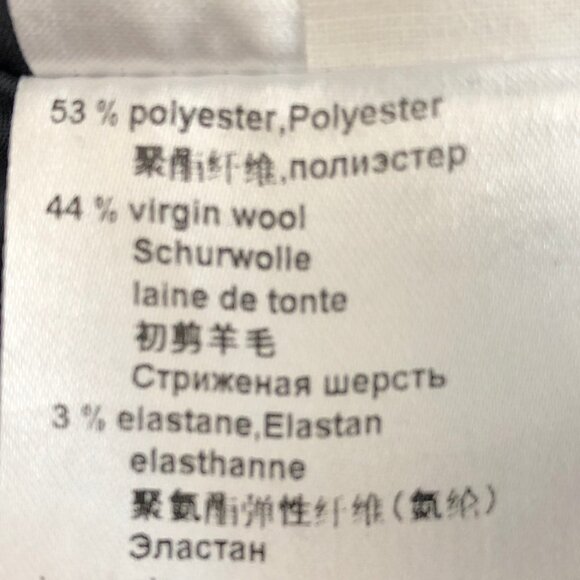 53 % polyester,Polyester
聚酯纤维,полиэстер
44 % virgin wool
Schurwolle
laine de tonte
初剪羊毛
Стриженая шерсть
3 % elastane,Elastan
elasthanne
聚氨酯弹性纤维(氨纶)
Эластан